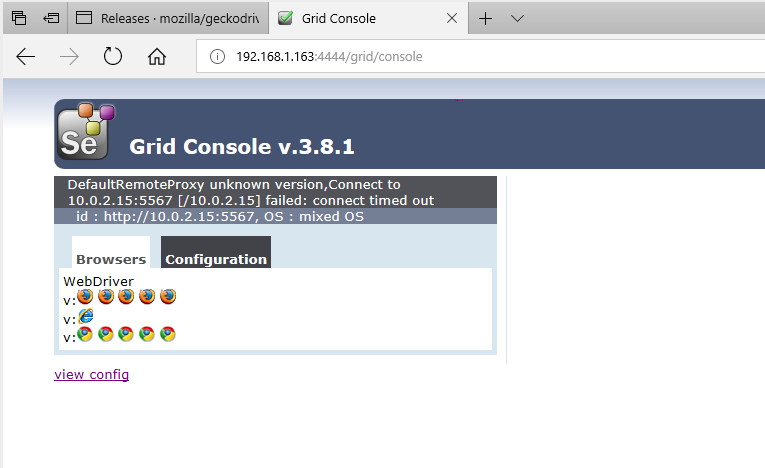 Releases · mozilla/geckodriv
Grid Console
192.168.1.163:4444/grid/console
Se
Grid Console v.3.8.1
DefaultRemoteProxy unknown version,Connect to
10.0.2.15:5567 [/10.0.2.15] failed: connect timed out
id : http://10.0.2.15:5567, OS : mixed OS
Browsers Configuration
WebDriver
v:
v:
v:
view config